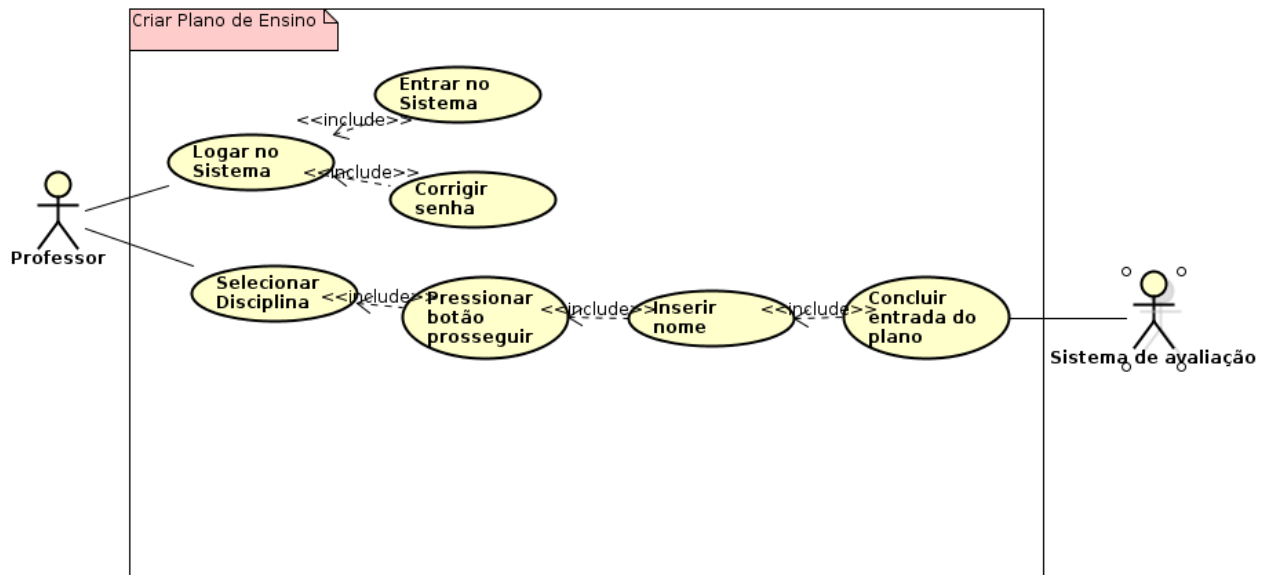 Criar Plano de Ensino
Entrar no
Sistema
<<include>>
Logar no
Sistema
<<include>>
Corrigir
senha
Professor
Selecionar
Disciplina
<<include>>
Pressionar
botão
prosseguir
<<include>>
Inserir
nome
<<include>>
Concluir
entrada do
plano
Sistema de avaliação